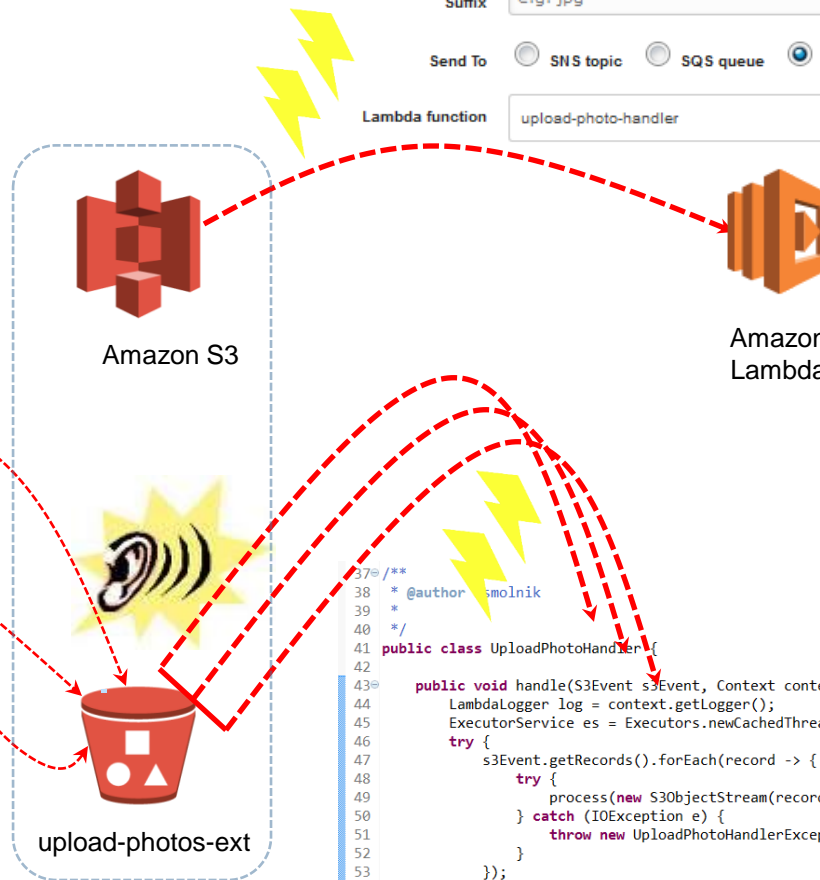 Suffix
Send To SNS topic SQS queue
Lambda function upload-photo-handler
Amazon S3
Amazon
Lambda
37 /**
38 * @author smolnik
39 *
40 */
41 public class UploadPhotoHandler {
42
43 public void handle(S3Event s3Event, Context conte
44 LambdaLogger log = context.getLogger();
45 ExecutorService es = Executors.newCachedThrea
46 try {
47 s3Event.getRecords().forEach(record -> {
48 try {
49 process(new S3ObjectStream(record
50 } catch (IOException e) {
51 throw new UploadPhotoHandlerExcep
52 }
53 });
upload-photos-ext